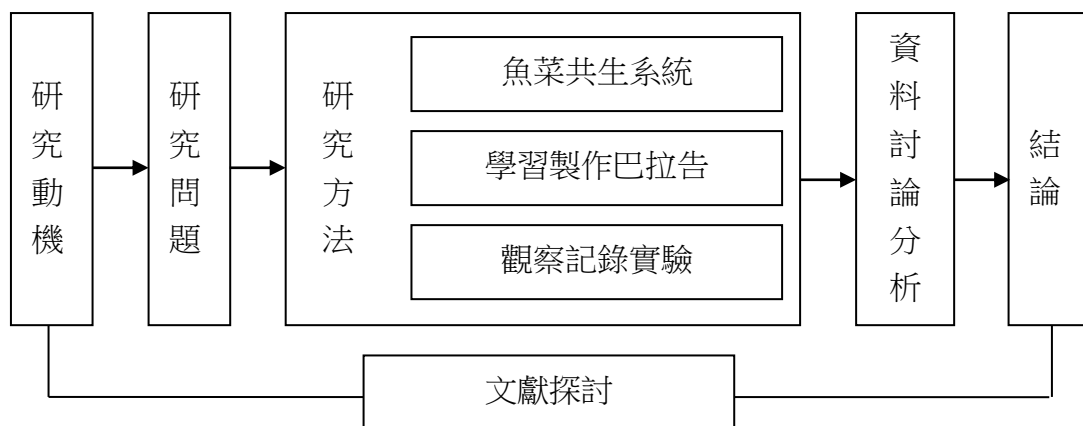 研究動機
研究問題
研究方法
魚菜共生系統
學習製作巴拉告
觀察記錄實驗
資料討論分析
結論
文獻探討